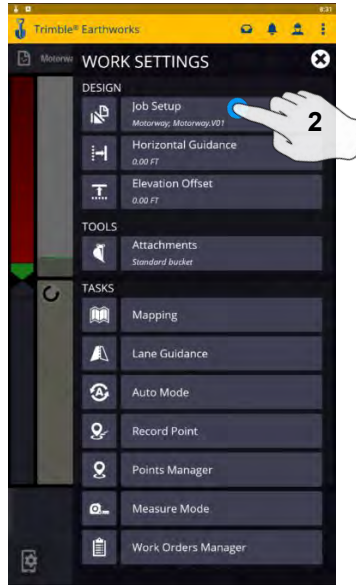 8:31
Trimble® Earthworks
Motorwa
WORK SETTINGS
DESIGN
Job Setup
Motorway, Motorway.V01
2
Horizontal Guidance
0.00 FT
Elevation Offset
0.00 FT
TOOLS
Attachments
Standard bucket
TASKS
Mapping
Lane Guidance
A
Auto Mode
Record Point
Points Manager
Measure Mode
Work Orders Manager